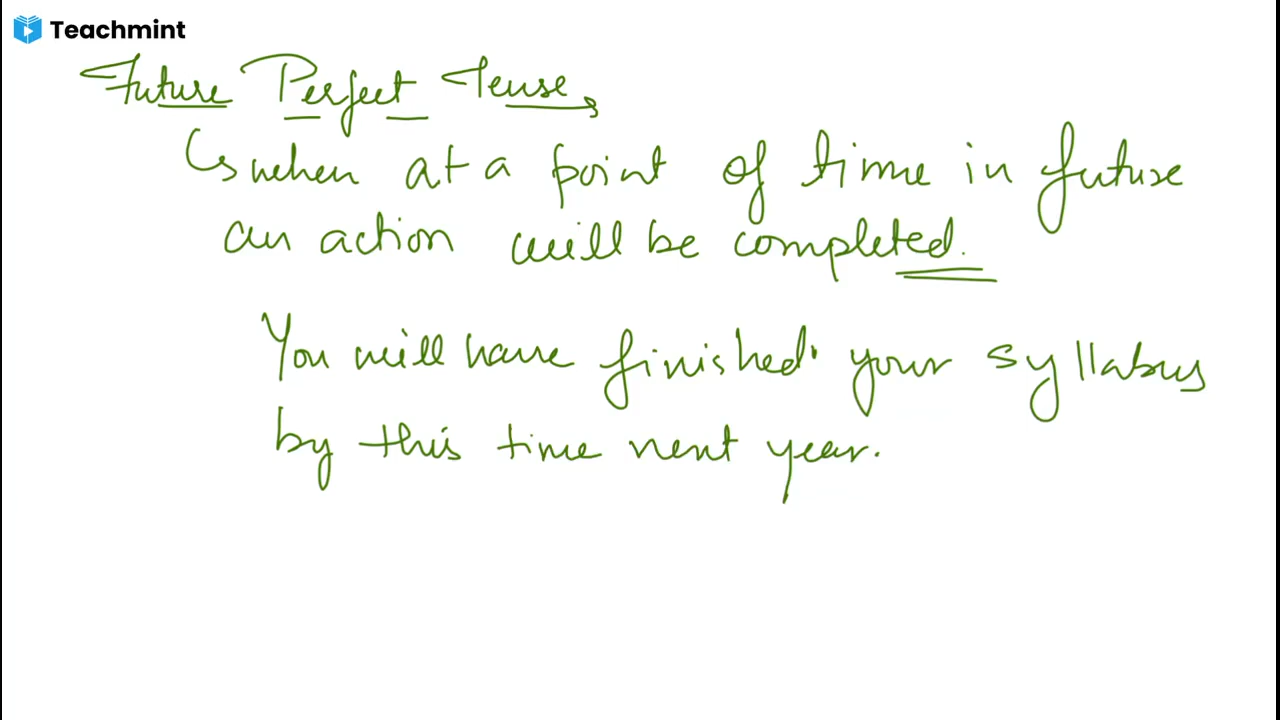 Teachmint
Future Perfect Tense
when at a point of time in future
an action will be completed.
You will have finished your syllabus
by this time next year.